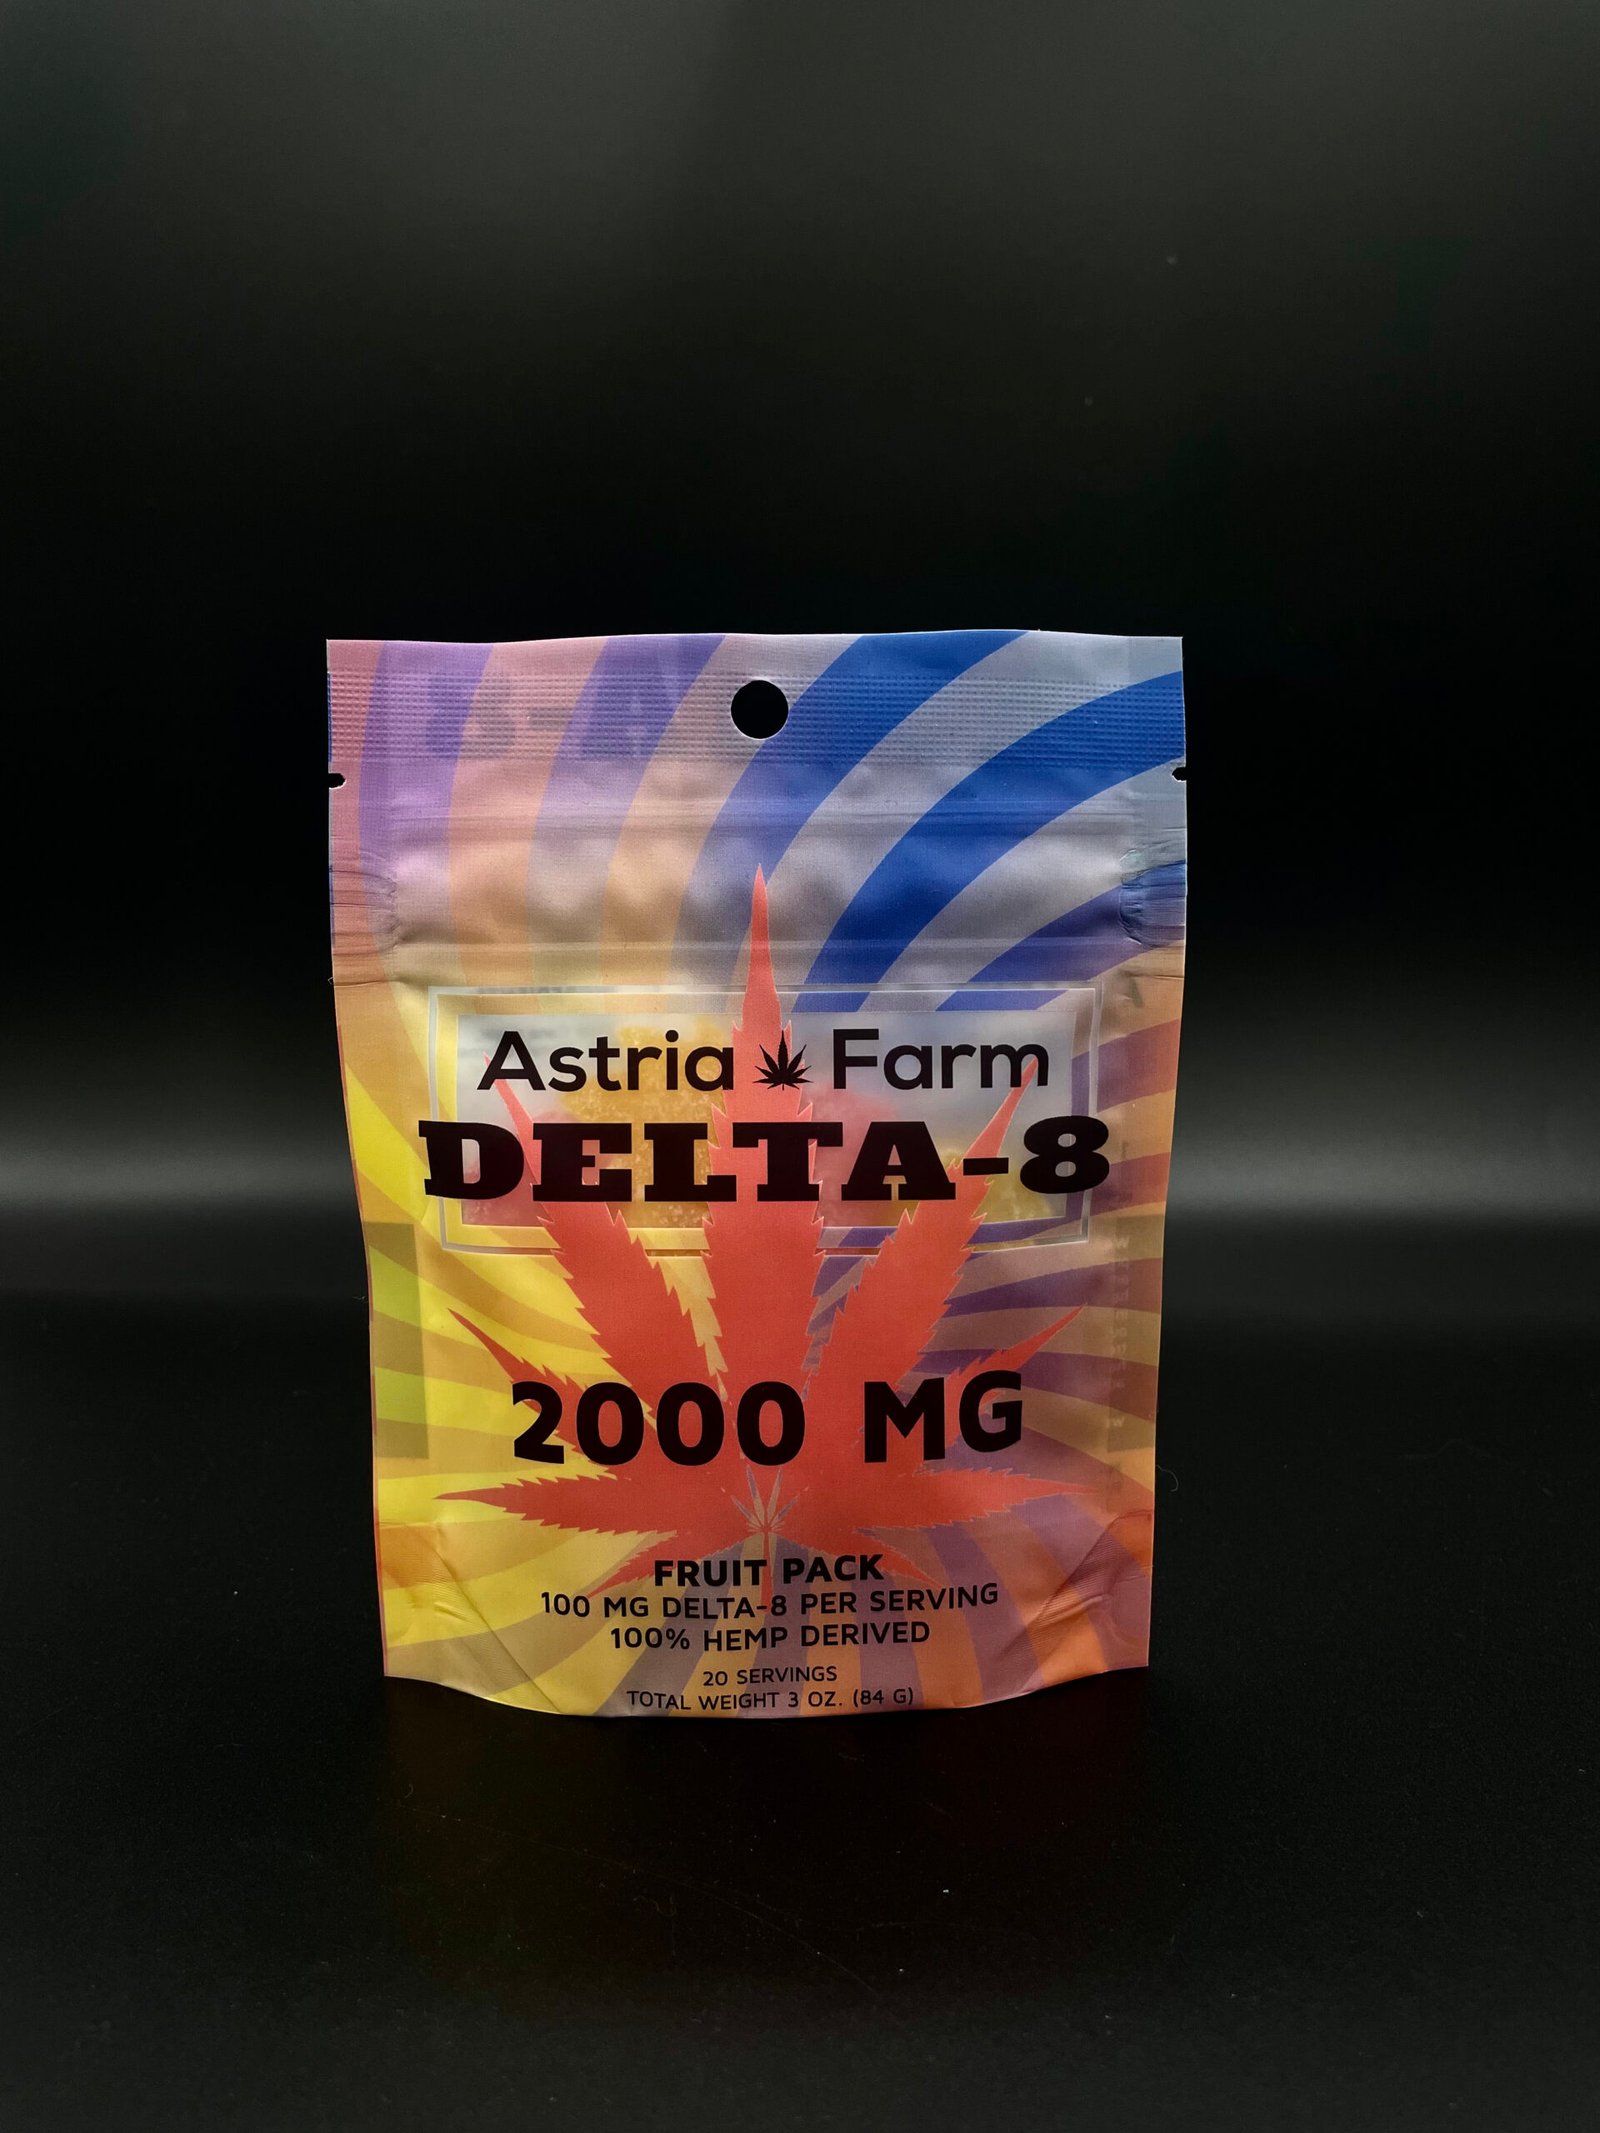 Astria Farm
DELTA-8
2000 MG
FRUIT PACK
100 MG DELTA-8 PER SERVING
100% HEMP DERIVED
20 SERVINGS
TOTAL WEIGHT 3 OZ. (84 G)